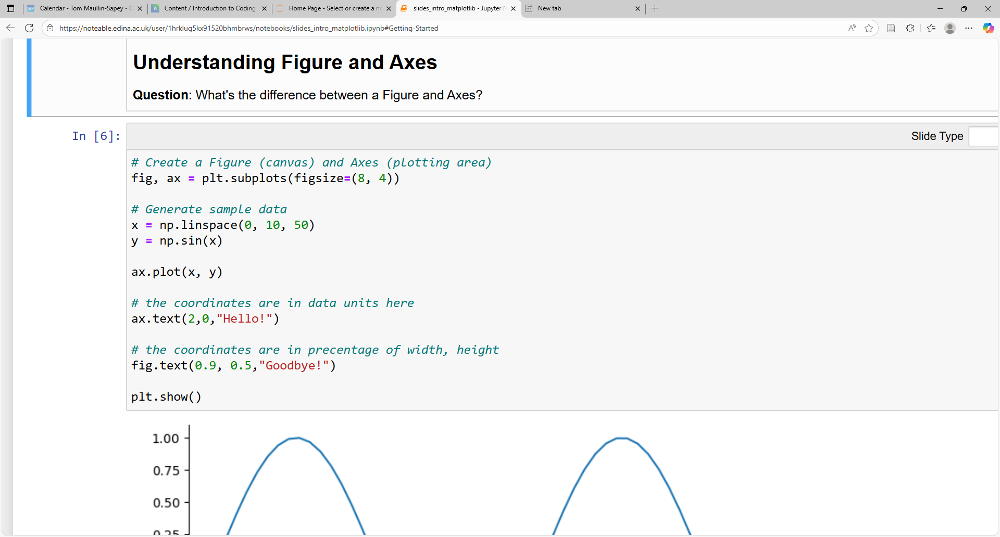 Calendar - Tom Maullin-Sapey - C
Content / Introduction to Coding
Home Page - Select or create a no
slides_intro_matplotlib - Jupyter N
New tab
https://noteable.edina.ac.uk/user/1hrklug5kx91520bhmbrws/notebooks/slides_intro_matplotlib.ipynb#Getting-Started
Understanding Figure and Axes
Question: What's the difference between a Figure and Axes?
In [6]:
Slide Type
# Create a Figure (canvas) and Axes (plotting area)
fig, ax = plt.subplots(figsize=(8, 4))
# Generate sample data
x = np.linspace(0, 10, 50)
y = np.sin(x)
ax.plot(x, y)
# the coordinates are in data units here
ax.text(2,0,"Hello!")
# the coordinates are in precentage of width, height
fig.text(0.9, 0.5,"Goodbye!")
plt.show()
1.00
0.75
0.50
0.25